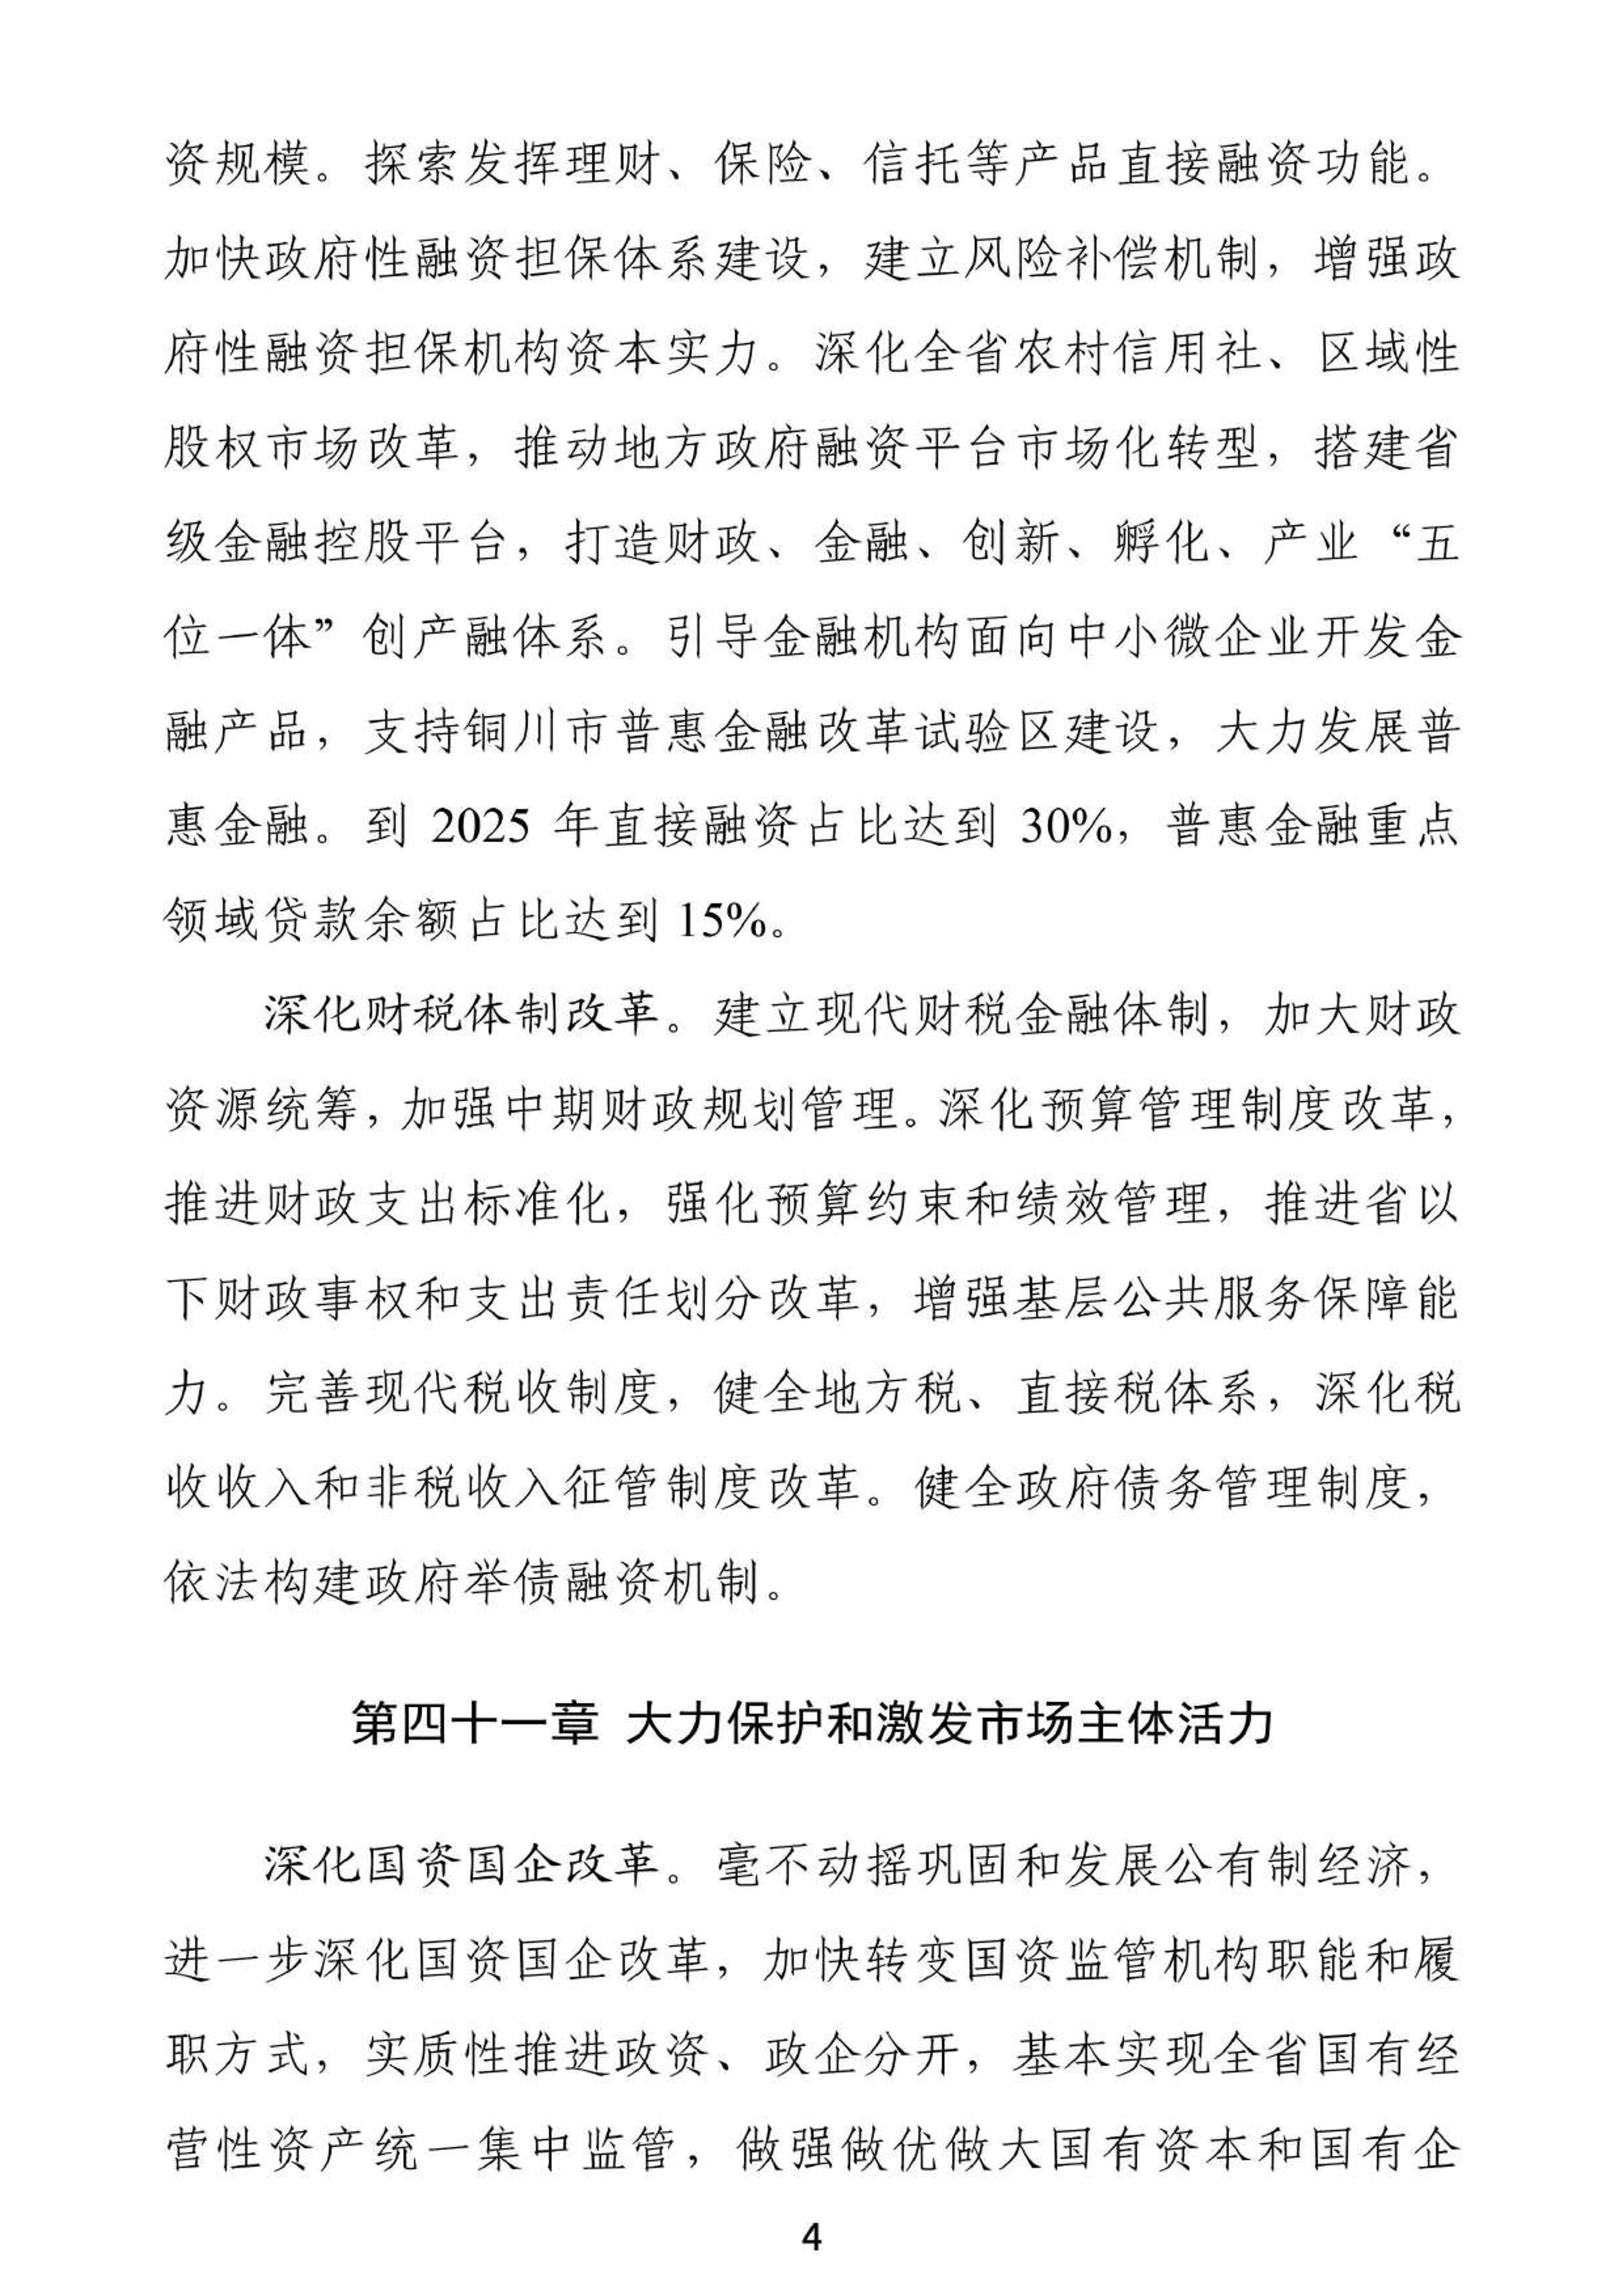 资规模。探索发挥理财、保险、信托等产品直接融资功能。
加快政府性融资担保体系建设，建立风险补偿机制，增强政
府性融资担保机构资本实力。深化全省农村信用社、区域性
股权市场改革，推动地方政府融资平台市场化转型，搭建省
级金融控股平台，打造财政、金融、创新、孵化、产业“五
位一体”创产融体系。引导金融机构面向中小微企业开发金
融产品，支持铜川市普惠金融改革试验区建设，大力发展普
惠金融。到 2025 年直接融资占比达到 30%，普惠金融重点
领域贷款余额占比达到 15%。
深化财税体制改革。建立现代财税金融体制，加大财政
资源统筹，加强中期财政规划管理。深化预算管理制度改革，
推进财政支出标准化，强化预算约束和绩效管理，推进省以
下财政事权和支出责任划分改革，增强基层公共服务保障能
力。完善现代税收制度，健全地方税、直接税体系，深化税
收收入和非税收入征管制度改革。健全政府债务管理制度，
依法构建政府举债融资机制。
第四十一章 大力保护和激发市场主体活力
深化国资国企改革。毫不动摇巩固和发展公有制经济，
进一步深化国资国企改革，加快转变国资监管机构职能和履
职方式，实质性推进政资、政企分开，基本实现全省国有经
营性资产统一集中监管，做强做优做大国有资本和国有企
4